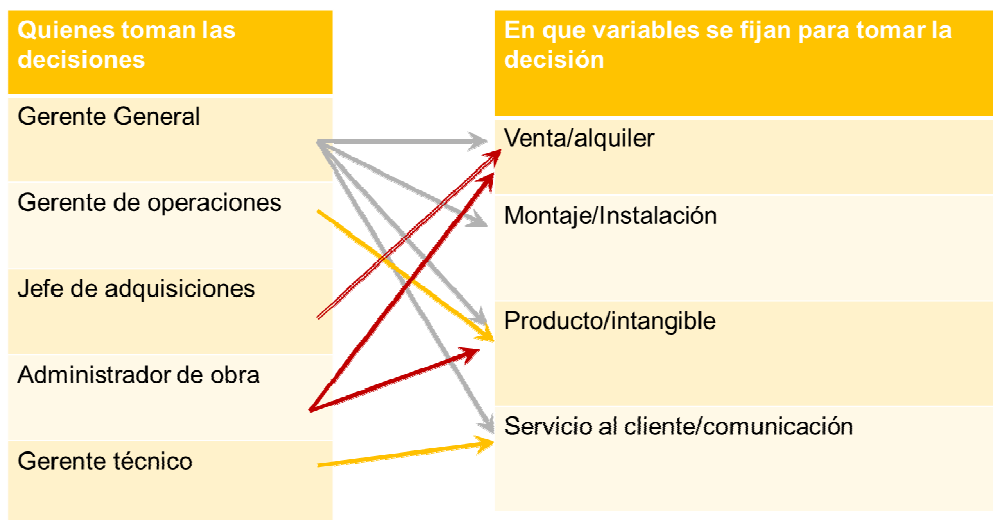 Quienes toman las
decisiones
Gerente General
Gerente de operaciones
Jefe de adquisiciones
Administrador de obra
Gerente técnico
En que variables se fijan para tomar la
decisión
Venta/alquiler
Montaje/Instalación
Producto/intangible
Servicio al cliente/comunicación